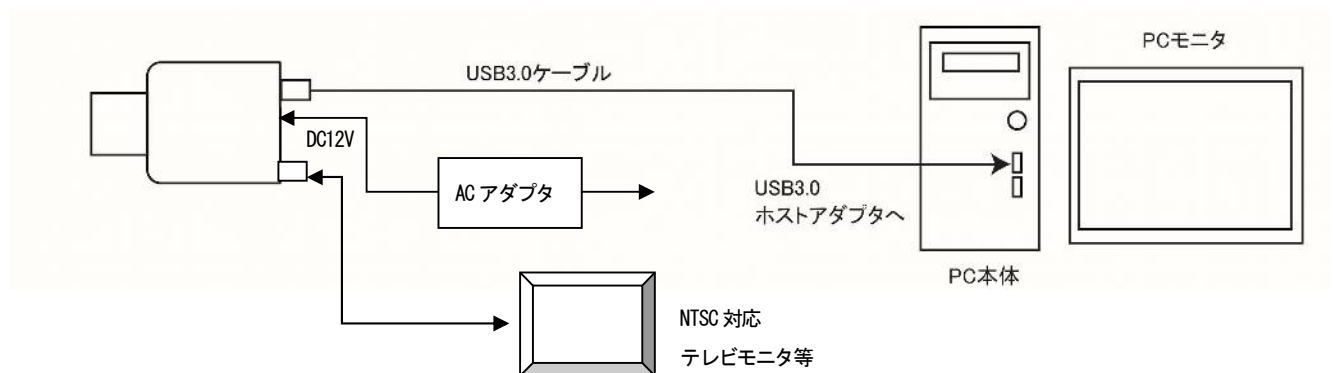 PCモニタ
USB3.0ケーブル
DC12V
AC アダプタ
USB3.0
ホストアダプタへ
PC本体
NTSC 対応
テレビモニタ等